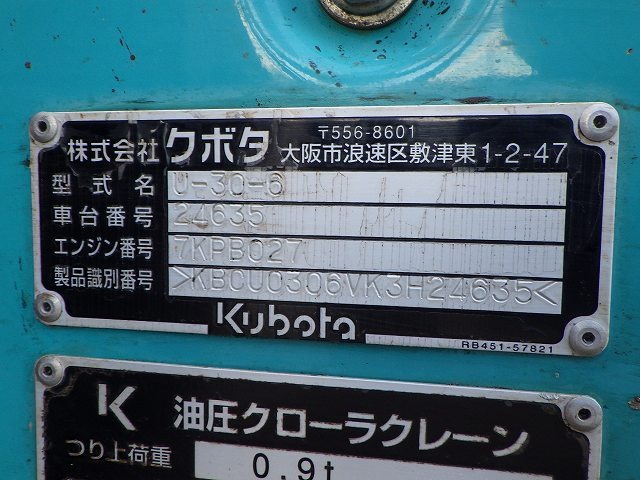 株式会社クボタ 〒556-8601 大阪市浪速区敷津東1-2-47
型式名 U-30-6
車台番号 24635
エンジン番号 7KPB027
製品識別番号 >KBCU0306VK3H24635<
Kubota
RB451-57821
K 油圧クローラクレーン
つり上荷重 0.9t